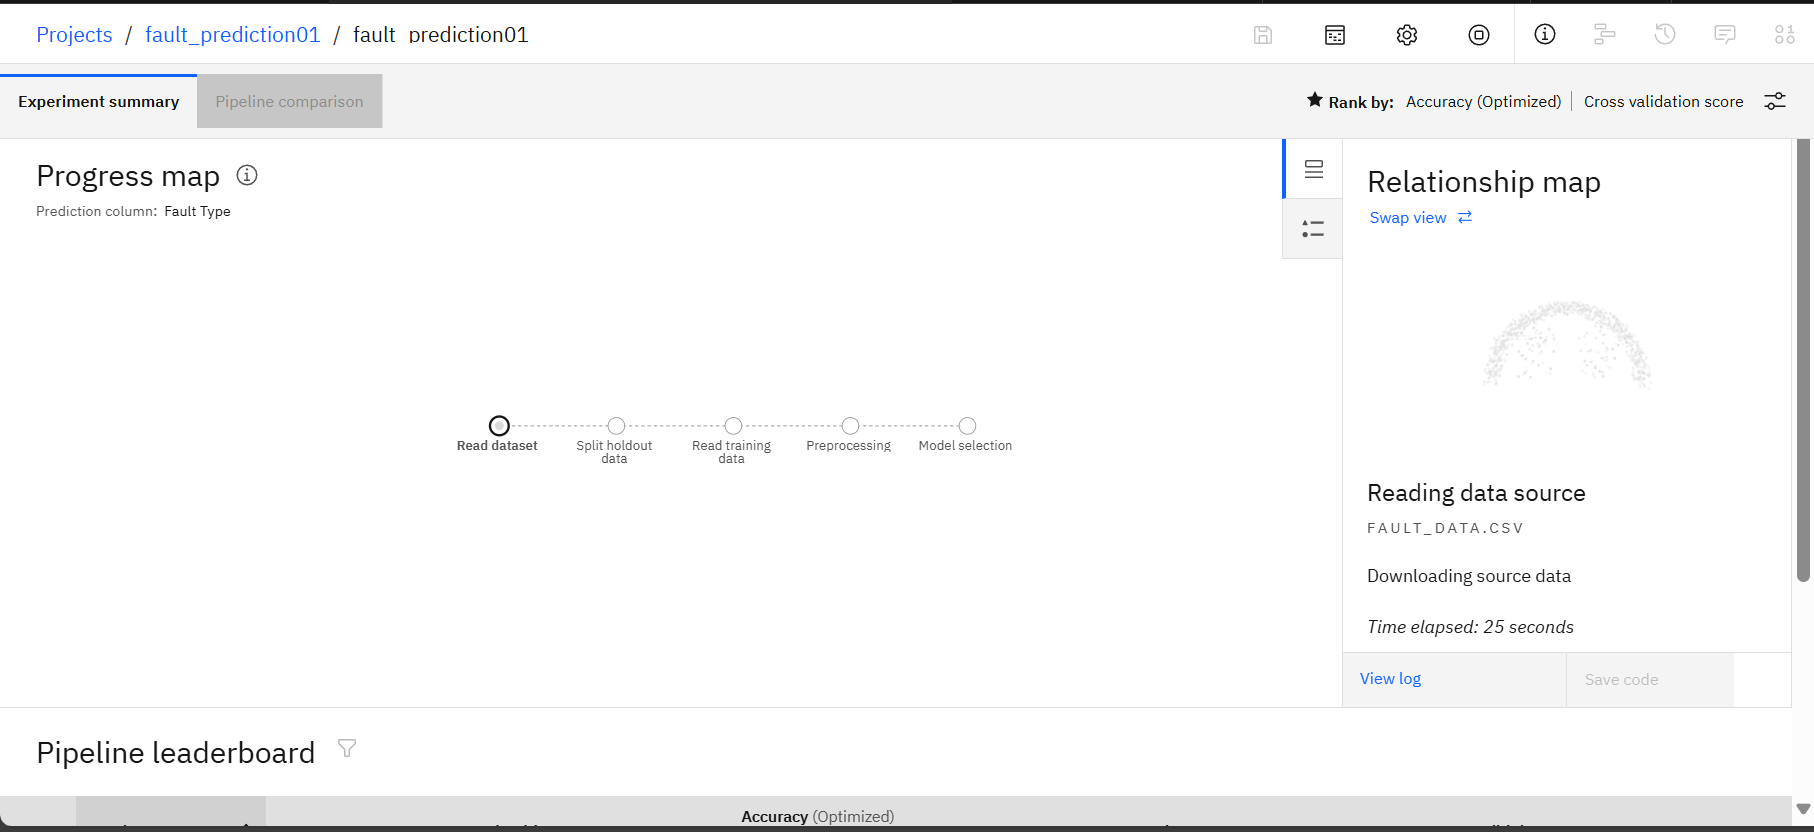 Projects / fault_prediction01 / fault_prediction01
Experiment summary
Pipeline comparison
Rank by: Accuracy (Optimized) | Cross validation score
Progress map
Prediction column: Fault Type
Read dataset
Split holdout
data
Read training
data
Preprocessing
Model selection
Relationship map
Swap view
Reading data source
FAULT_DATA.CSV
Downloading source data
Time elapsed: 25 seconds
View log
Save code
Pipeline leaderboard
Accuracy (Optimized)